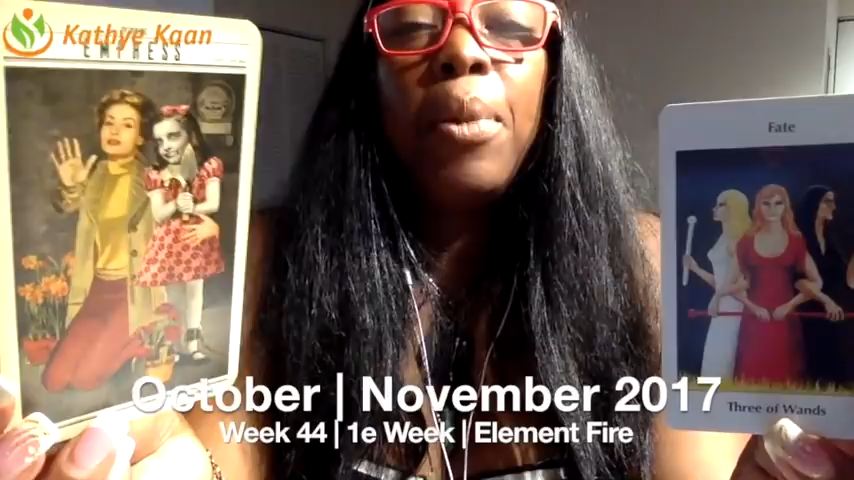 Kathye Kaan
EMPRESS
Fate
Three of Wands
October | November 2017
Week 44 | 1e Week | Element Fire